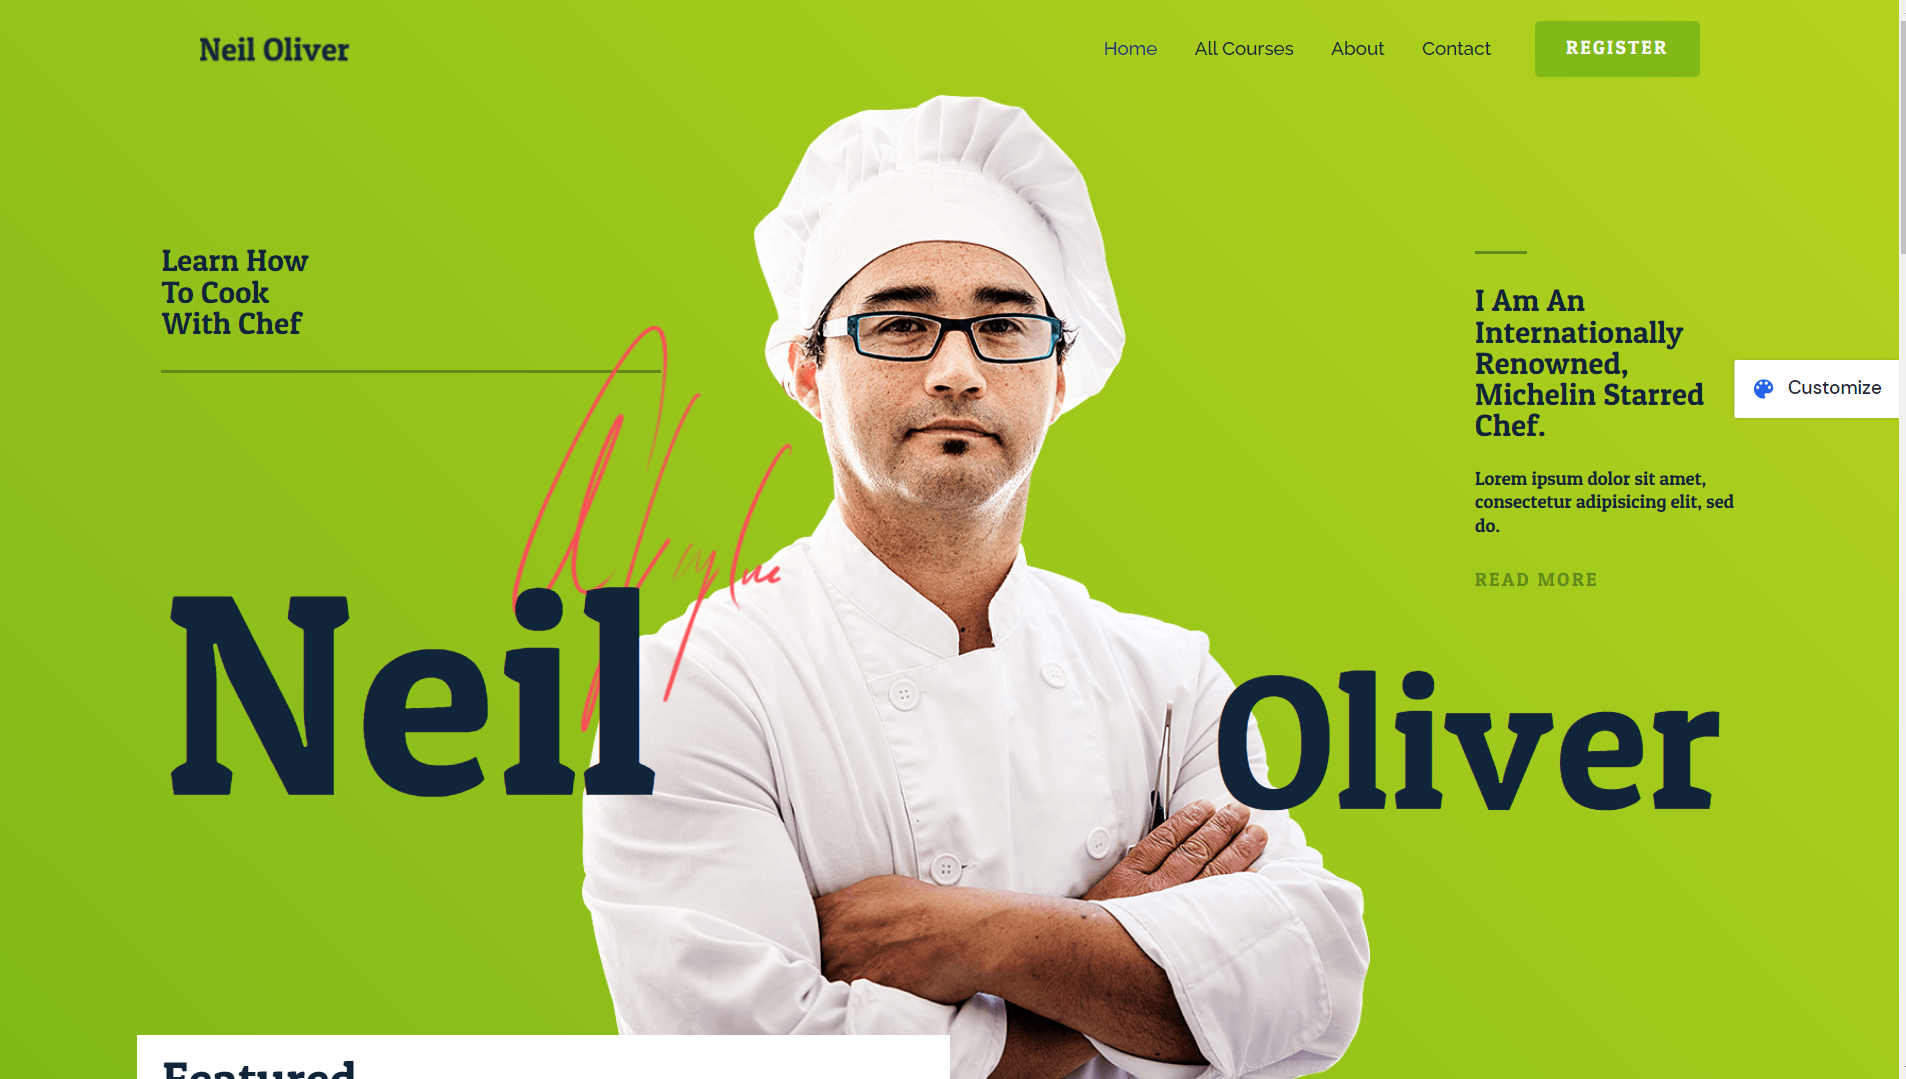 Neil Oliver
Home
All Courses
About
Contact
REGISTER
Learn How
To Cook
With Chef
I Am An
Internationally
Renowned,
Michelin Starred
Chef.
Customize
Lorem ipsum dolor sit amet,
consectetur adipisicing elit, sed
do.
READ MORE
Neil
Oliver
Featured